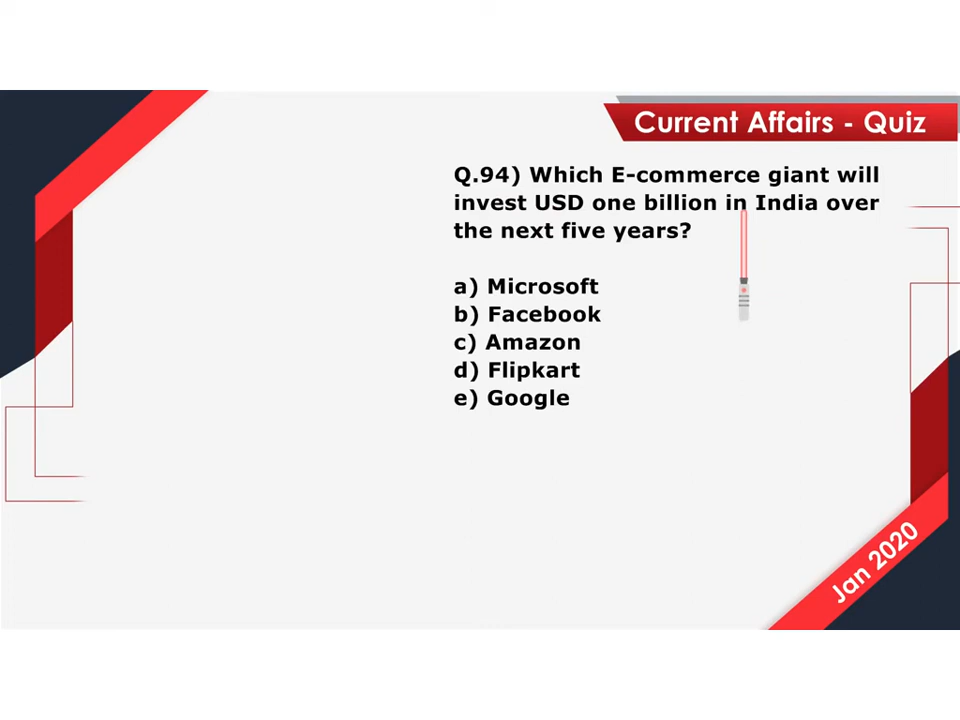 Current Affairs - Quiz
Q.94) Which E-commerce giant will
invest USD one billion in India over
the next five years?
a) Microsoft
b) Facebook
c) Amazon
d) Flipkart
e) Google
Jan 2020